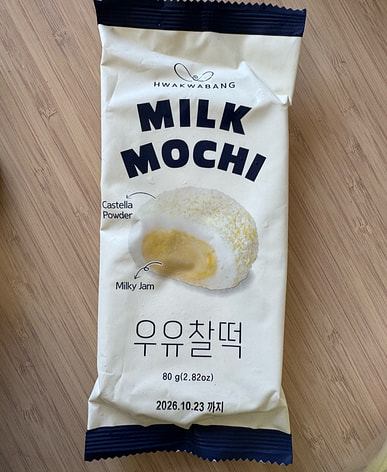 HWAKWABANG
MILK
MOCHI
Castella
Powder
Milky Jam
우유찰떡
80 g(2.82oz)
2026.10.23 까지